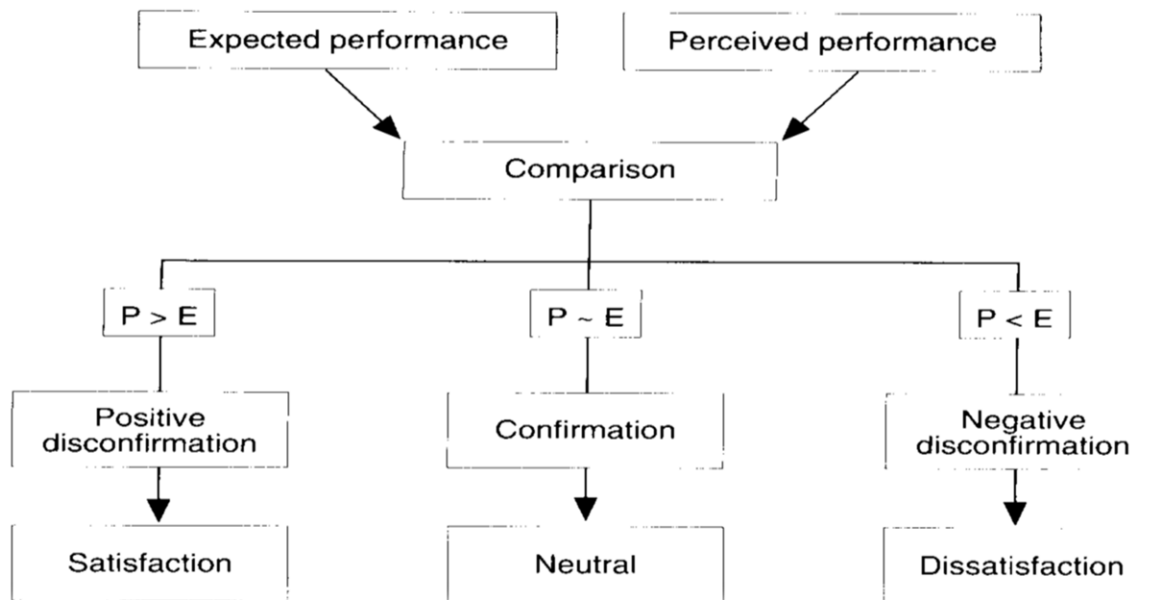 Expected performance
Perceived performance
Comparison
P > E
P ~ E
P < E
Positive
disconfirmation
Confirmation
Negative
disconfirmation
Satisfaction
Neutral
Dissatisfaction